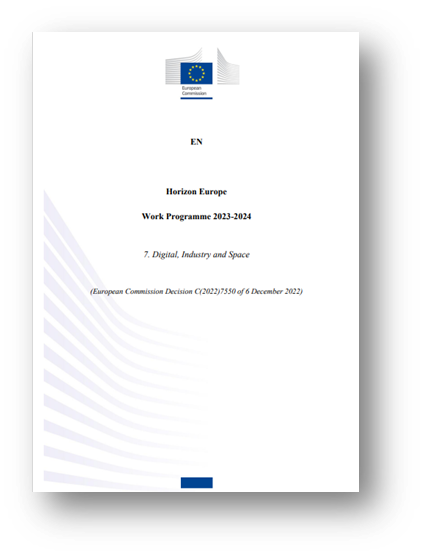 European
Commission
EN
Horizon Europe
Work Programme 2023-2024
7. Digital, Industry and Space
(European Commission Decision C(2022)7550 of 6 December 2022)